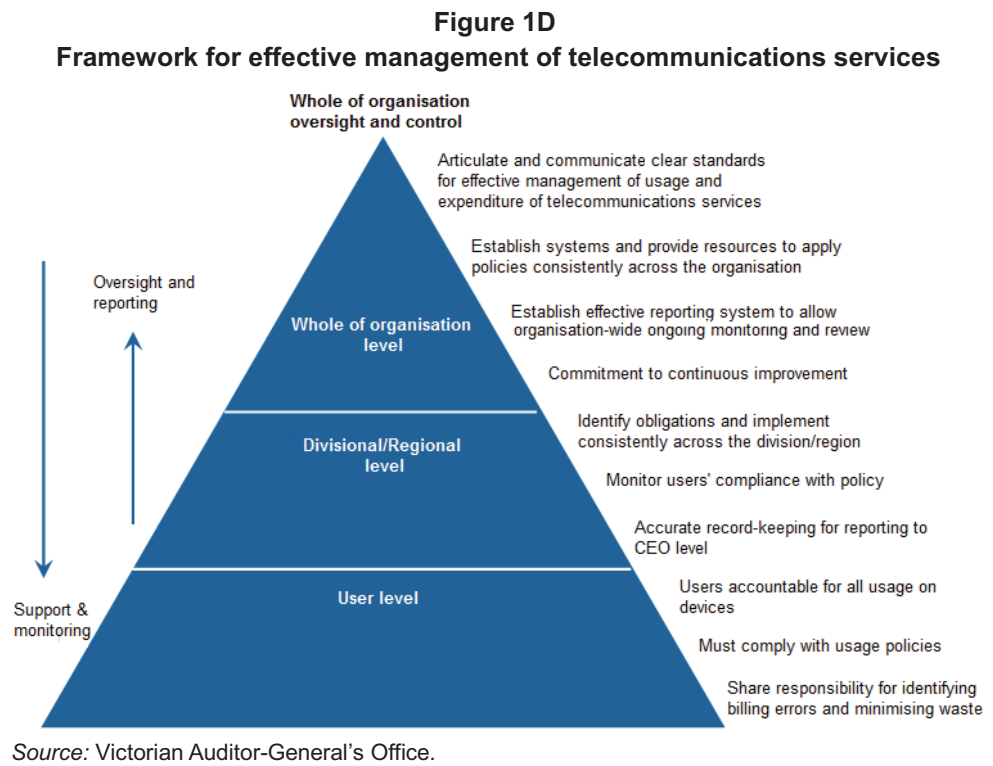 Figure 1D
Framework for effective management of telecommunications services
Whole of organisation
oversight and control
Articulate and communicate clear standards
for effective management of usage and
expenditure of telecommunications services
Establish systems and provide resources to apply
policies consistently across the organisation
Oversight and
reporting
Establish effective reporting system to allow
organisation-wide ongoing monitoring and review
Whole of organisation
level
Commitment to continuous improvement
Identify obligations and implement
consistently across the division/region
Divisional/Regional
level
Monitor users' compliance with policy
Accurate record-keeping for reporting to
CEO level
Users accountable for all usage on
devices
User level
Support &
monitoring
Must comply with usage policies
Share responsibility for identifying
billing errors and minimising waste
Source: Victorian Auditor-General’s Office.